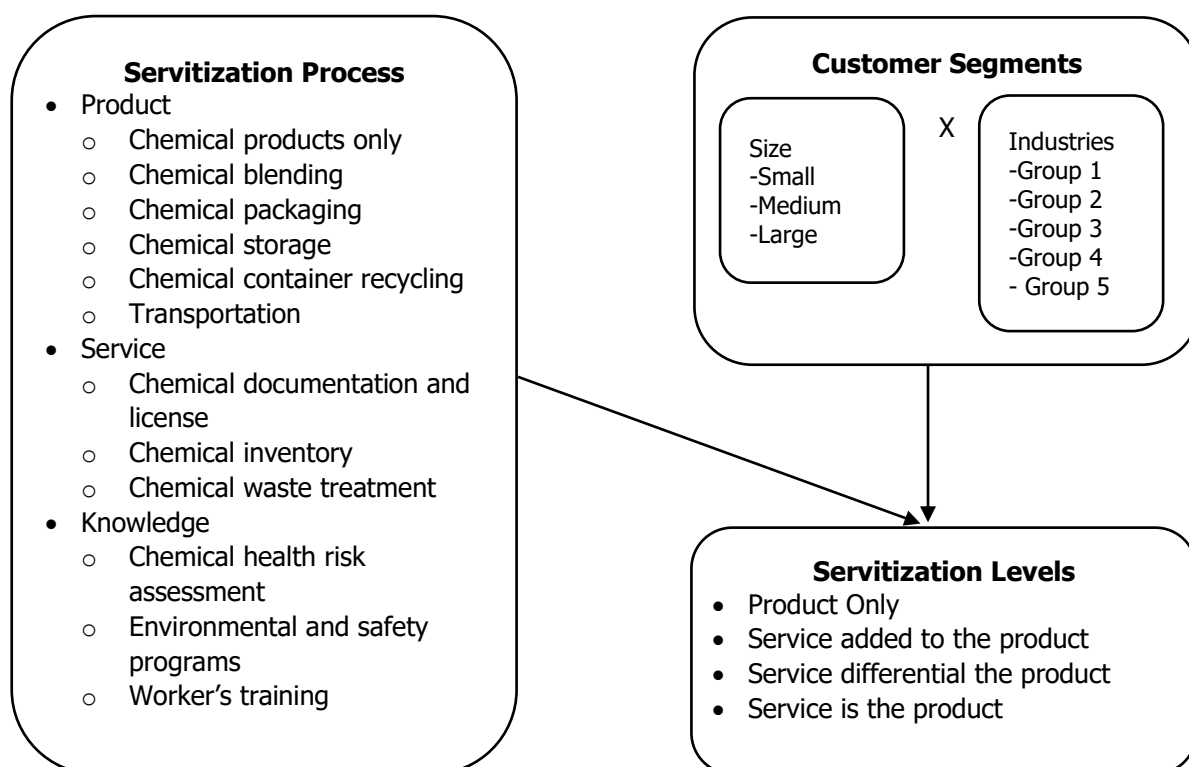 Servitization Process
• Product
o Chemical products only
o Chemical blending
o Chemical packaging
o Chemical storage
o Chemical container recycling
o Transportation
• Service
o Chemical documentation and
license
o Chemical inventory
o Chemical waste treatment
• Knowledge
o Chemical health risk
assessment
o Environmental and safety
programs
o Worker’s training
Customer Segments
Size
-Small
-Medium
-Large
X
Industries
-Group 1
-Group 2
-Group 3
-Group 4
- Group 5
Servitization Levels
• Product Only
• Service added to the product
• Service differential the product
• Service is the product